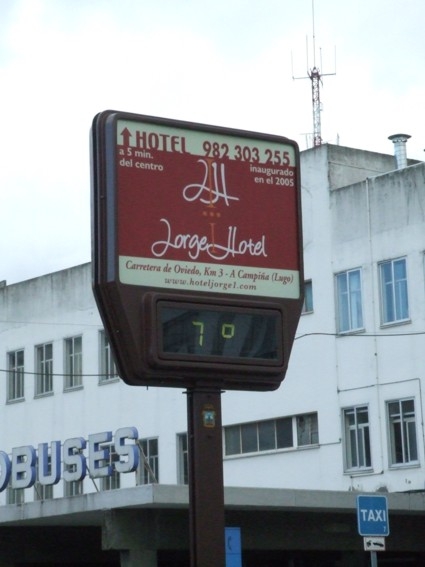 HOTEL 982 303 255
a 5 min.
del centro
inaugurado
en el 2005
JH
Jorge I Hotel
Carretera de Oviedo, Km 3 - A Campiña (Lugo)
www.hoteljorge1.com
7º
OBUSES
TAXI